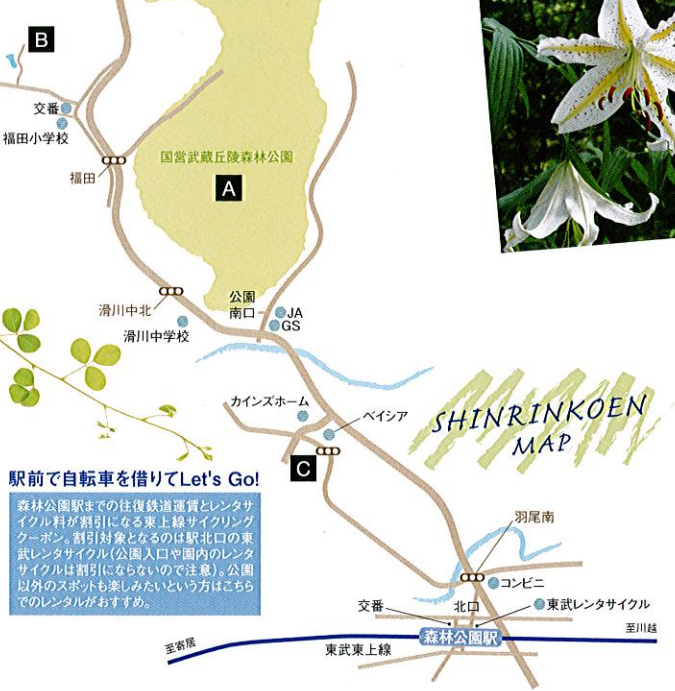 B
交番
福田小学校
福田
国営武蔵丘陵森林公園
A
滑川中北
滑川中学校
公園
南口
JA
GS
カインズホーム
ベイシア
C
SHINRINKOEN
MAP
駅前で自転車を借りてLet's Go!
森林公園駅までの往復鉄道運賃とレンタサ
イクル料が割引になる東上線サイクリング
クーポン。割引対象となるのは駅北口の東
武レンタサイクル(公園入口や園内のレンタ
サイクルは割引にならないので注意)。公園
以外のスポットも楽しみたいという方はこちら
でのレンタルがおすすめ。
羽尾南
コンビニ
交番
北口
東武レンタサイクル
森林公園駅
至川越
至寄居
東武東上線